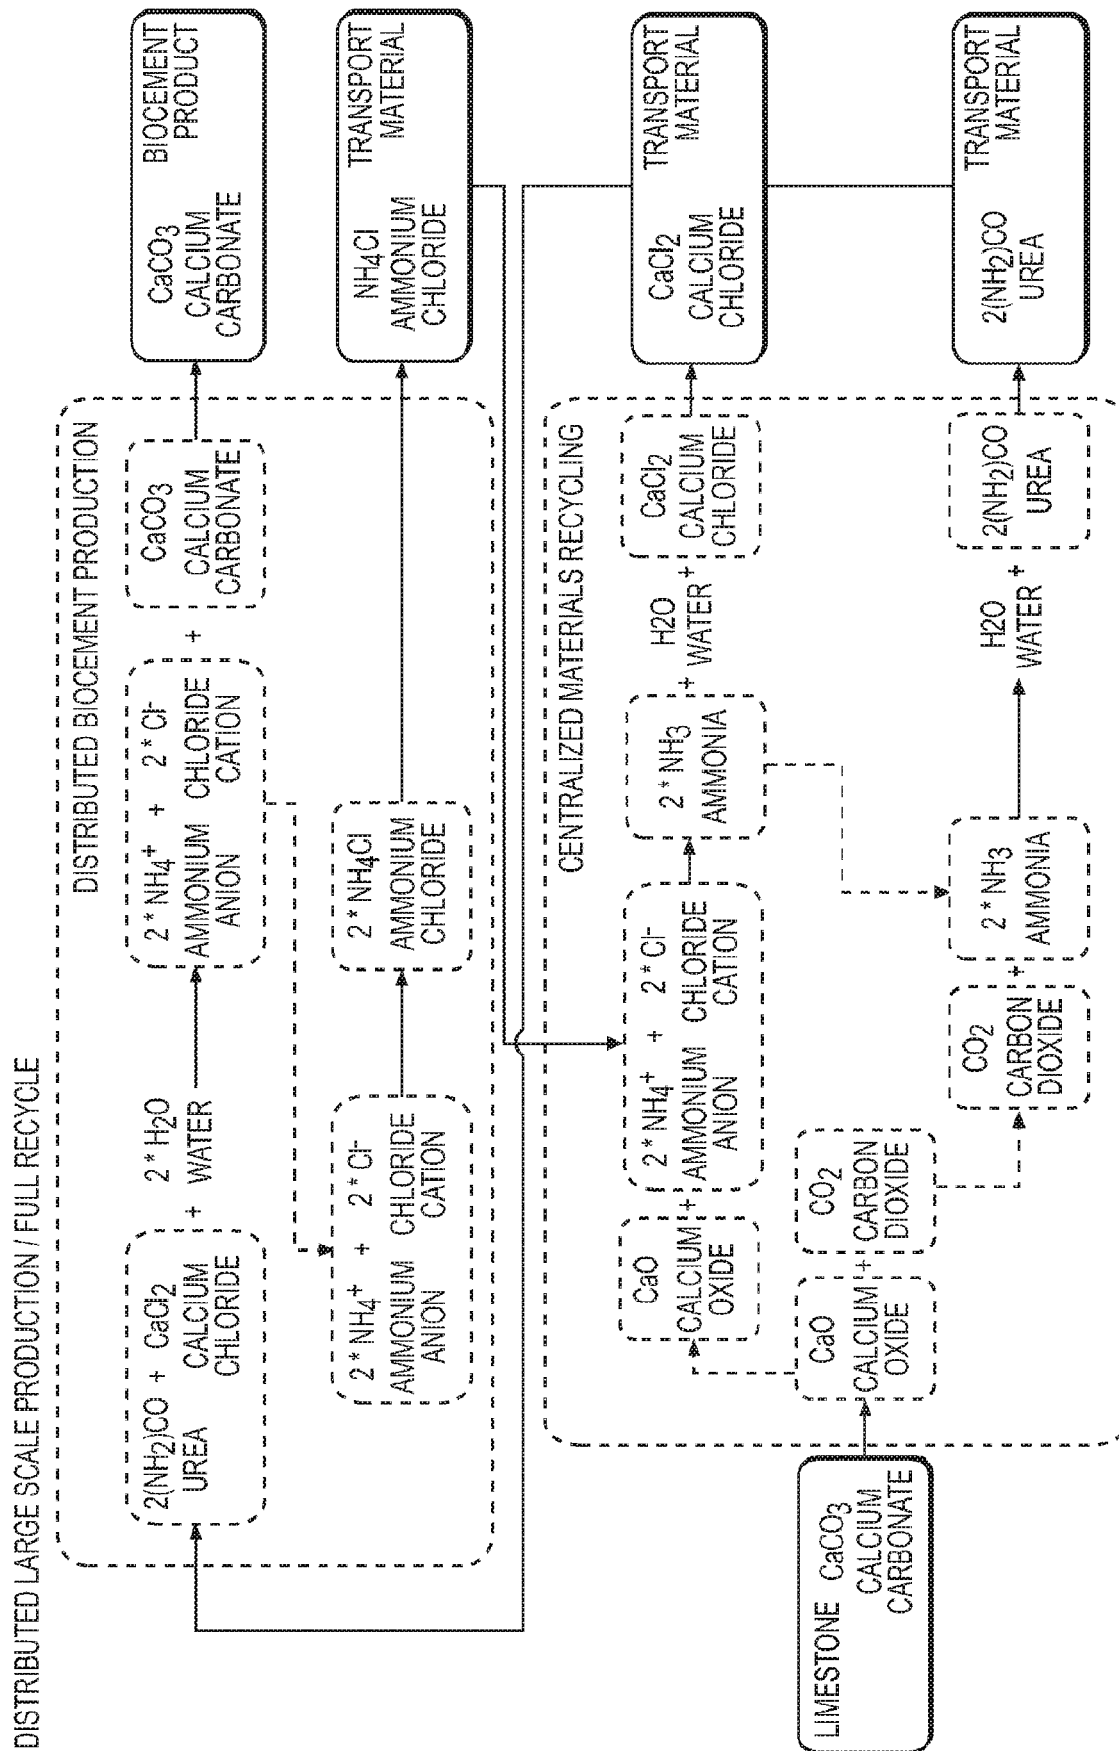 DISTRIBUTED LARGE SCALE PRODUCTION / FULL RECYCLE
DISTRIBUTED BIOCEMENT PRODUCTION
2(NH2)CO + CaCl2
UREA CALCIUM
CHLORIDE
+
2 * H2O
WATER
2 * NH4+ + 2 * Cl-
AMMONIUM CHLORIDE
ANION CATION
+
CaCO3
CALCIUM
CARBONATE
CaCO3 BIOCEMENT
CALCIUM PRODUCT
CARBONATE
2 * NH4+ + 2 * Cl-
AMMONIUM CHLORIDE
ANION CATION
2 * NH4Cl
AMMONIUM
CHLORIDE
NH4Cl TRANSPORT
AMMONIUM MATERIAL
CHLORIDE
CENTRALIZED MATERIALS RECYCLING
CaO
CALCIUM
OXIDE
+
2 * NH4+ + 2 * Cl-
AMMONIUM CHLORIDE
ANION CATION
2 * NH3
AMMONIA
+
H2O
WATER
+
CaCl2
CALCIUM
CHLORIDE
CaCl2 TRANSPORT
CALCIUM MATERIAL
CHLORIDE
LIMESTONE CaCO3
CALCIUM
CARBONATE
CaO
CALCIUM
OXIDE
+
CO2
CARBON
DIOXIDE
CO2
CARBON
DIOXIDE
+
2 * NH3
AMMONIA
H2O
WATER
+
2(NH2)CO
UREA
2(NH2)CO TRANSPORT
UREA MATERIAL